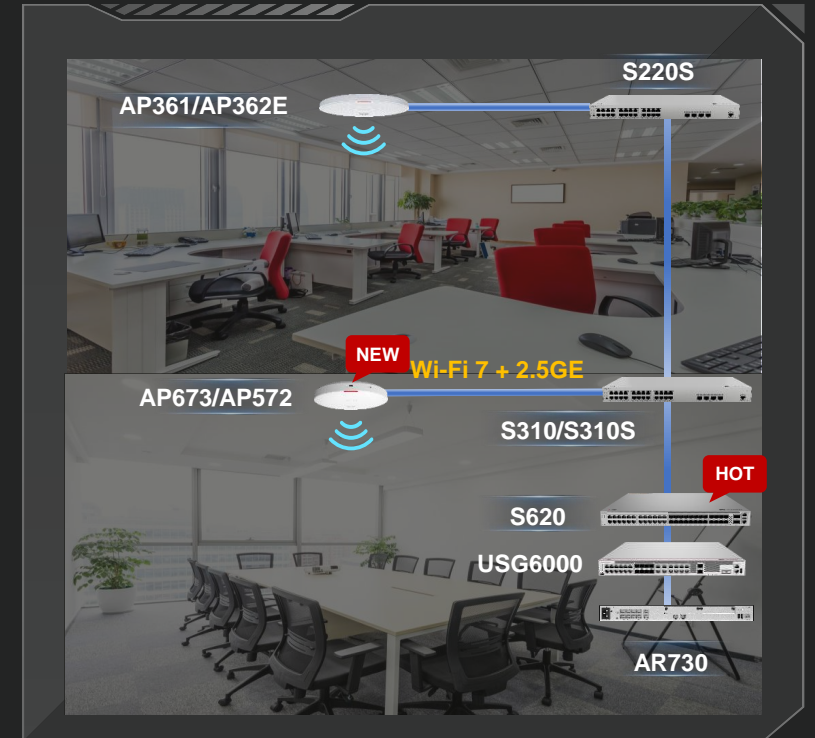 S220S
AP361/AP362E
NEW
Wi-Fi 7 + 2.5GE
AP673/AP572
S310/S310S
HOT
S620
USG6000
AR730